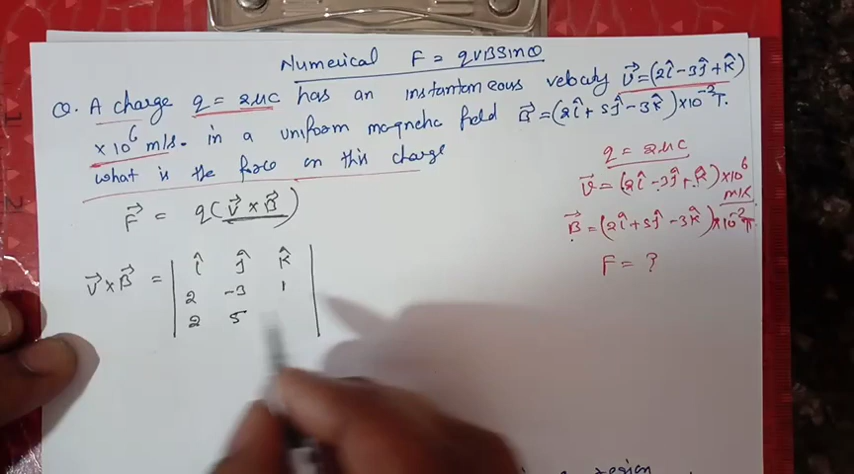 Numerical F = qVBSinθ
Q. A charge q = 2μC has an instantaneous velocity V⃗ = (2î - 3ĵ + k̂)
× 10⁶ m/s. in a uniform magnetic field B⃗ = (2î + 5ĵ - 3k̂) × 10⁻² T.
what is the force on this charge
q = 2μC
V⃗ = (2î - 3ĵ + k̂) × 10⁶
m/s
B⃗ = (2î + 5ĵ - 3k̂) × 10⁻² T.
F = ?
F⃗ = q(V⃗ × B⃗)
V⃗ × B⃗ = | î ĵ k̂ |
2 -3 1
2 5